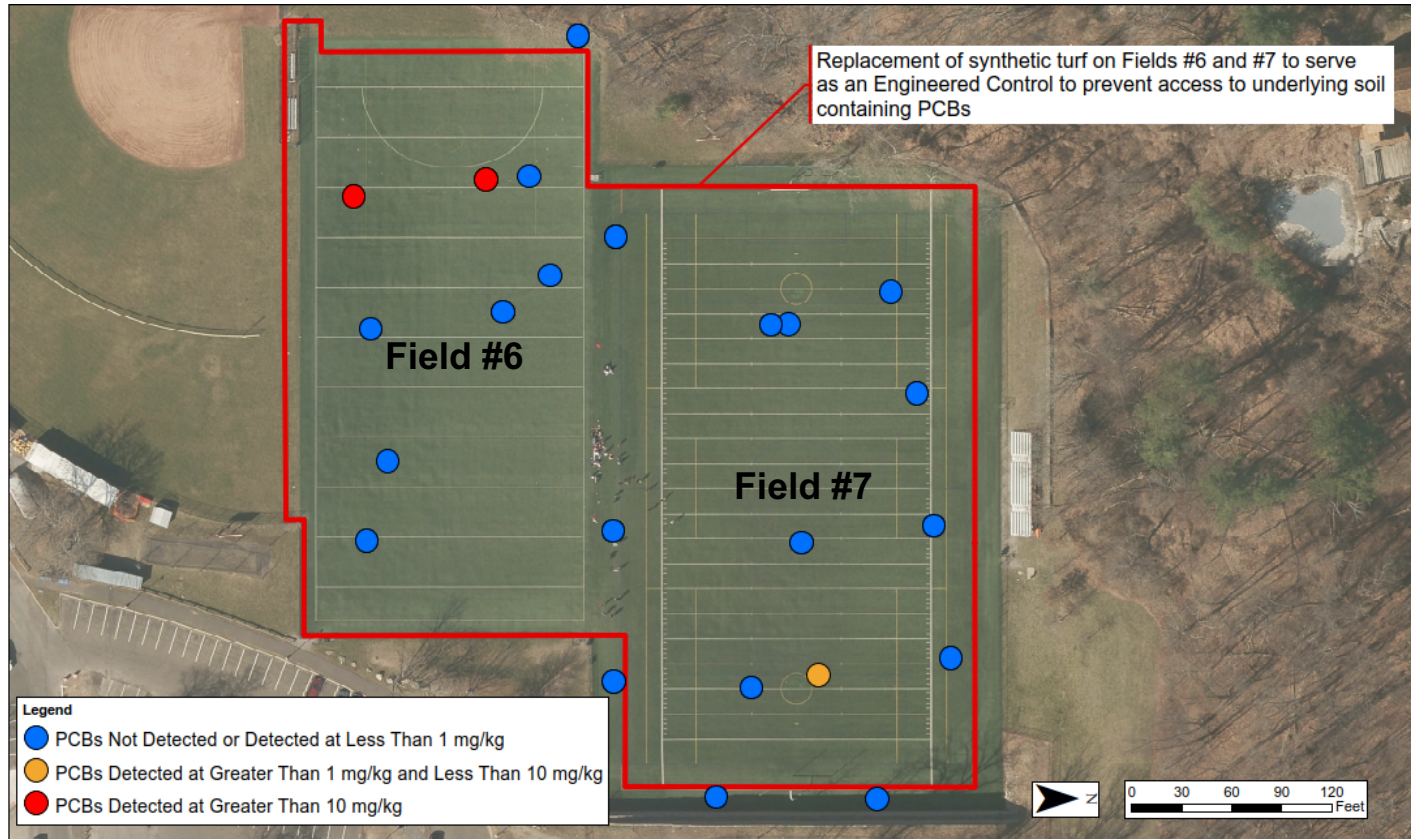 Replacement of synthetic turf on Fields #6 and #7 to serve
as an Engineered Control to prevent access to underlying soil
containing PCBs
Field #6
Field #7
Legend
PCBs Not Detected or Detected at Less Than 1 mg/kg
PCBs Detected at Greater Than 1 mg/kg and Less Than 10 mg/kg
PCBs Detected at Greater Than 10 mg/kg
N
0 30 60 90 120
Feet